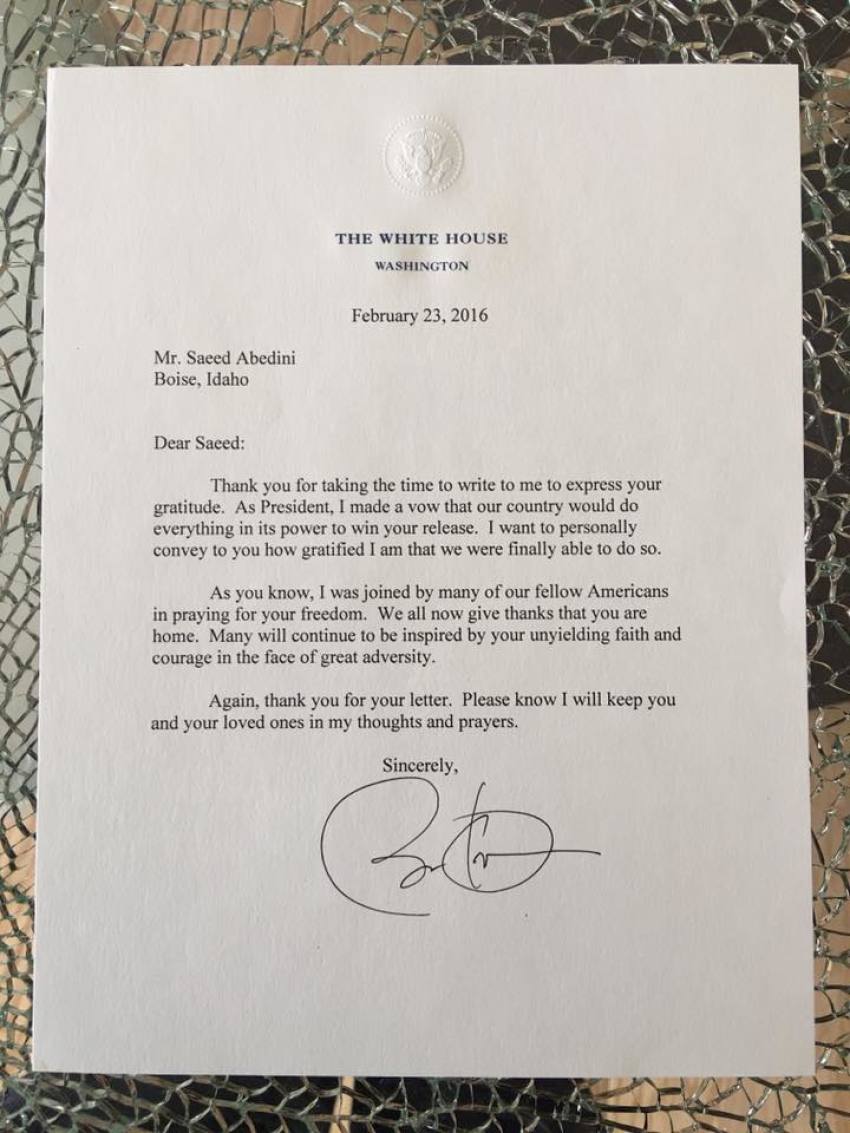 THE WHITE HOUSE
WASHINGTON
February 23, 2016
Mr. Saeed Abedini
Boise, Idaho
Dear Saeed:
Thank you for taking the time to write to me to express your
gratitude. As President, I made a vow that our country would do
everything in its power to win your release. I want to personally
convey to you how gratified I am that we were finally able to do so.
As you know, I was joined by many of our fellow Americans
in praying for your freedom. We all now give thanks that you are
home. Many will continue to be inspired by your unyielding faith and
courage in the face of great adversity.
Again, thank you for your letter. Please know I will keep you
and your loved ones in my thoughts and prayers.
Sincerely,